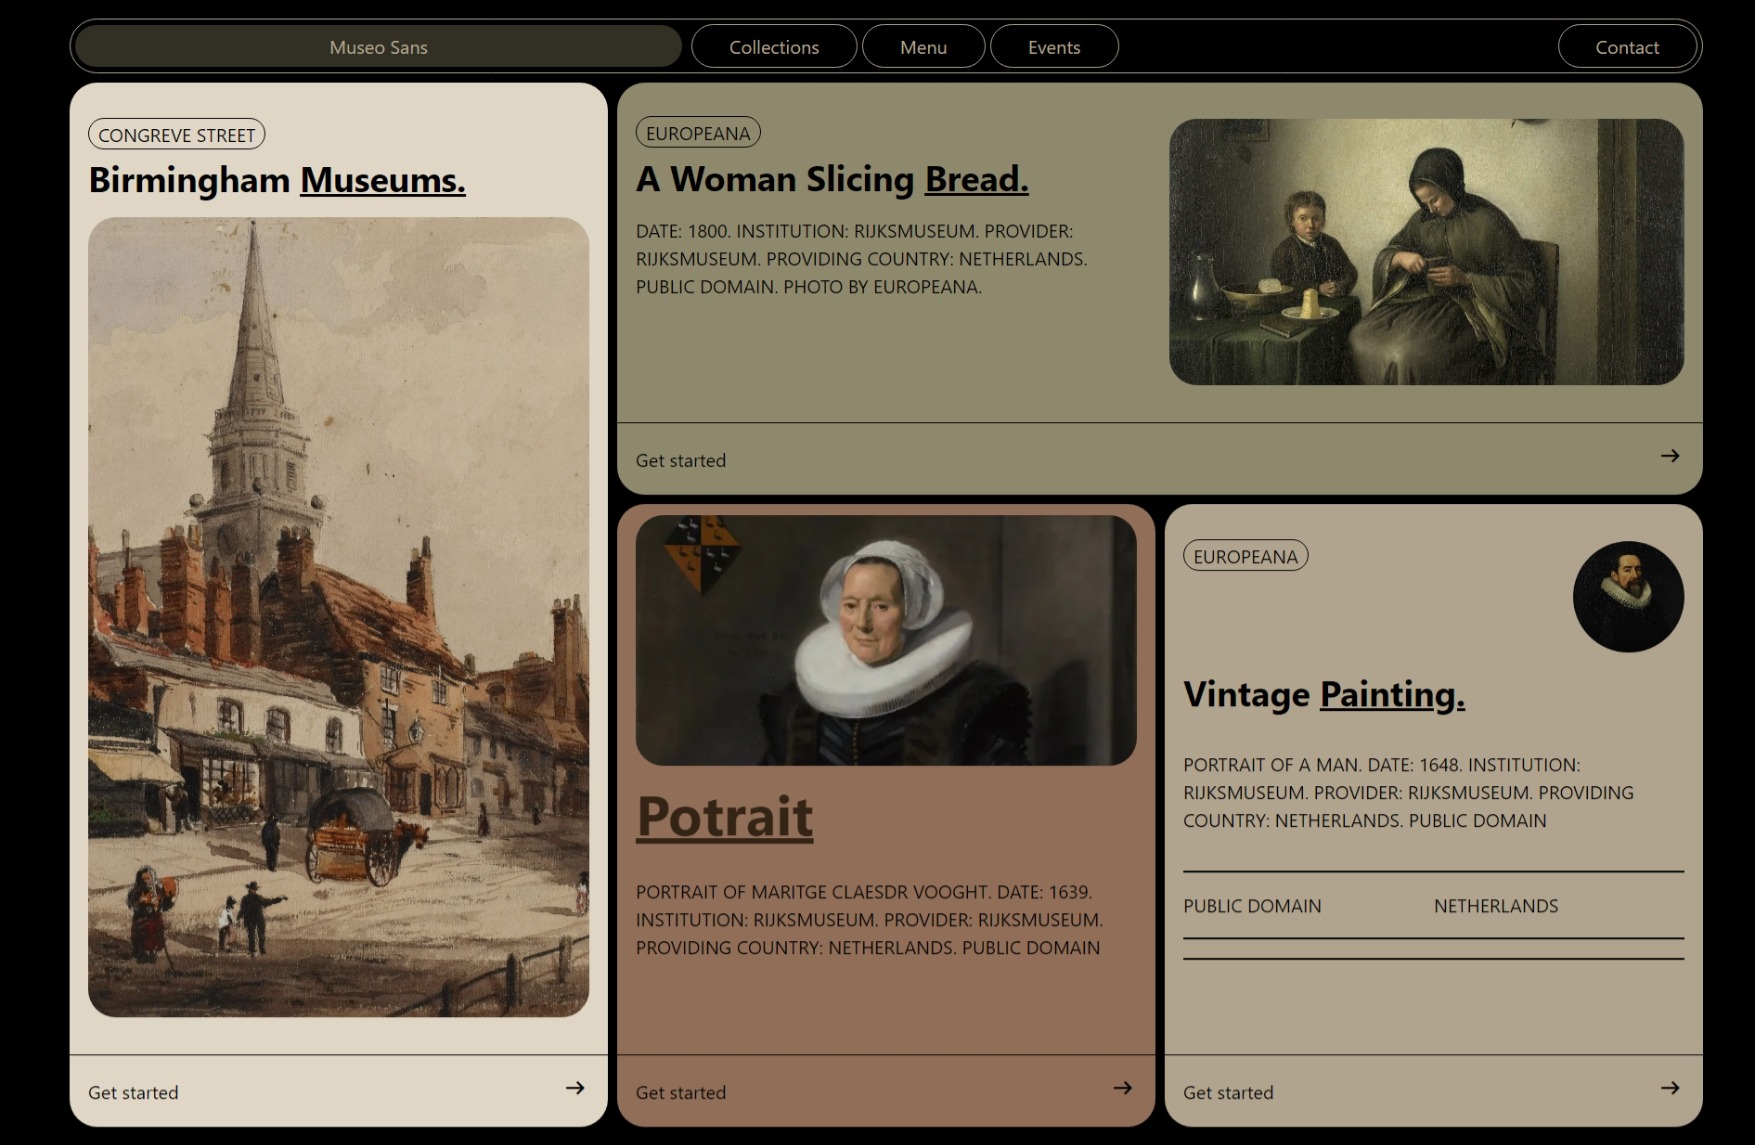 Museo Sans
Collections
Menu
Events
Contact
CONGREVE STREET
Birmingham Museums.
Get started
EUROPEANA
A Woman Slicing Bread.
DATE: 1800. INSTITUTION: RIJKSMUSEUM. PROVIDER:
RIJKSMUSEUM. PROVIDING COUNTRY: NETHERLANDS.
PUBLIC DOMAIN. PHOTO BY EUROPEANA.
Get started
Potrait
PORTRAIT OF MARITGE CLAESDR VOOGHT. DATE: 1639.
INSTITUTION: RIJKSMUSEUM. PROVIDER: RIJKSMUSEUM.
PROVIDING COUNTRY: NETHERLANDS. PUBLIC DOMAIN
Get started
EUROPEANA
Vintage Painting.
PORTRAIT OF A MAN. DATE: 1648. INSTITUTION:
RIJKSMUSEUM. PROVIDER: RIJKSMUSEUM. PROVIDING
COUNTRY: NETHERLANDS. PUBLIC DOMAIN
PUBLIC DOMAIN
NETHERLANDS
Get started